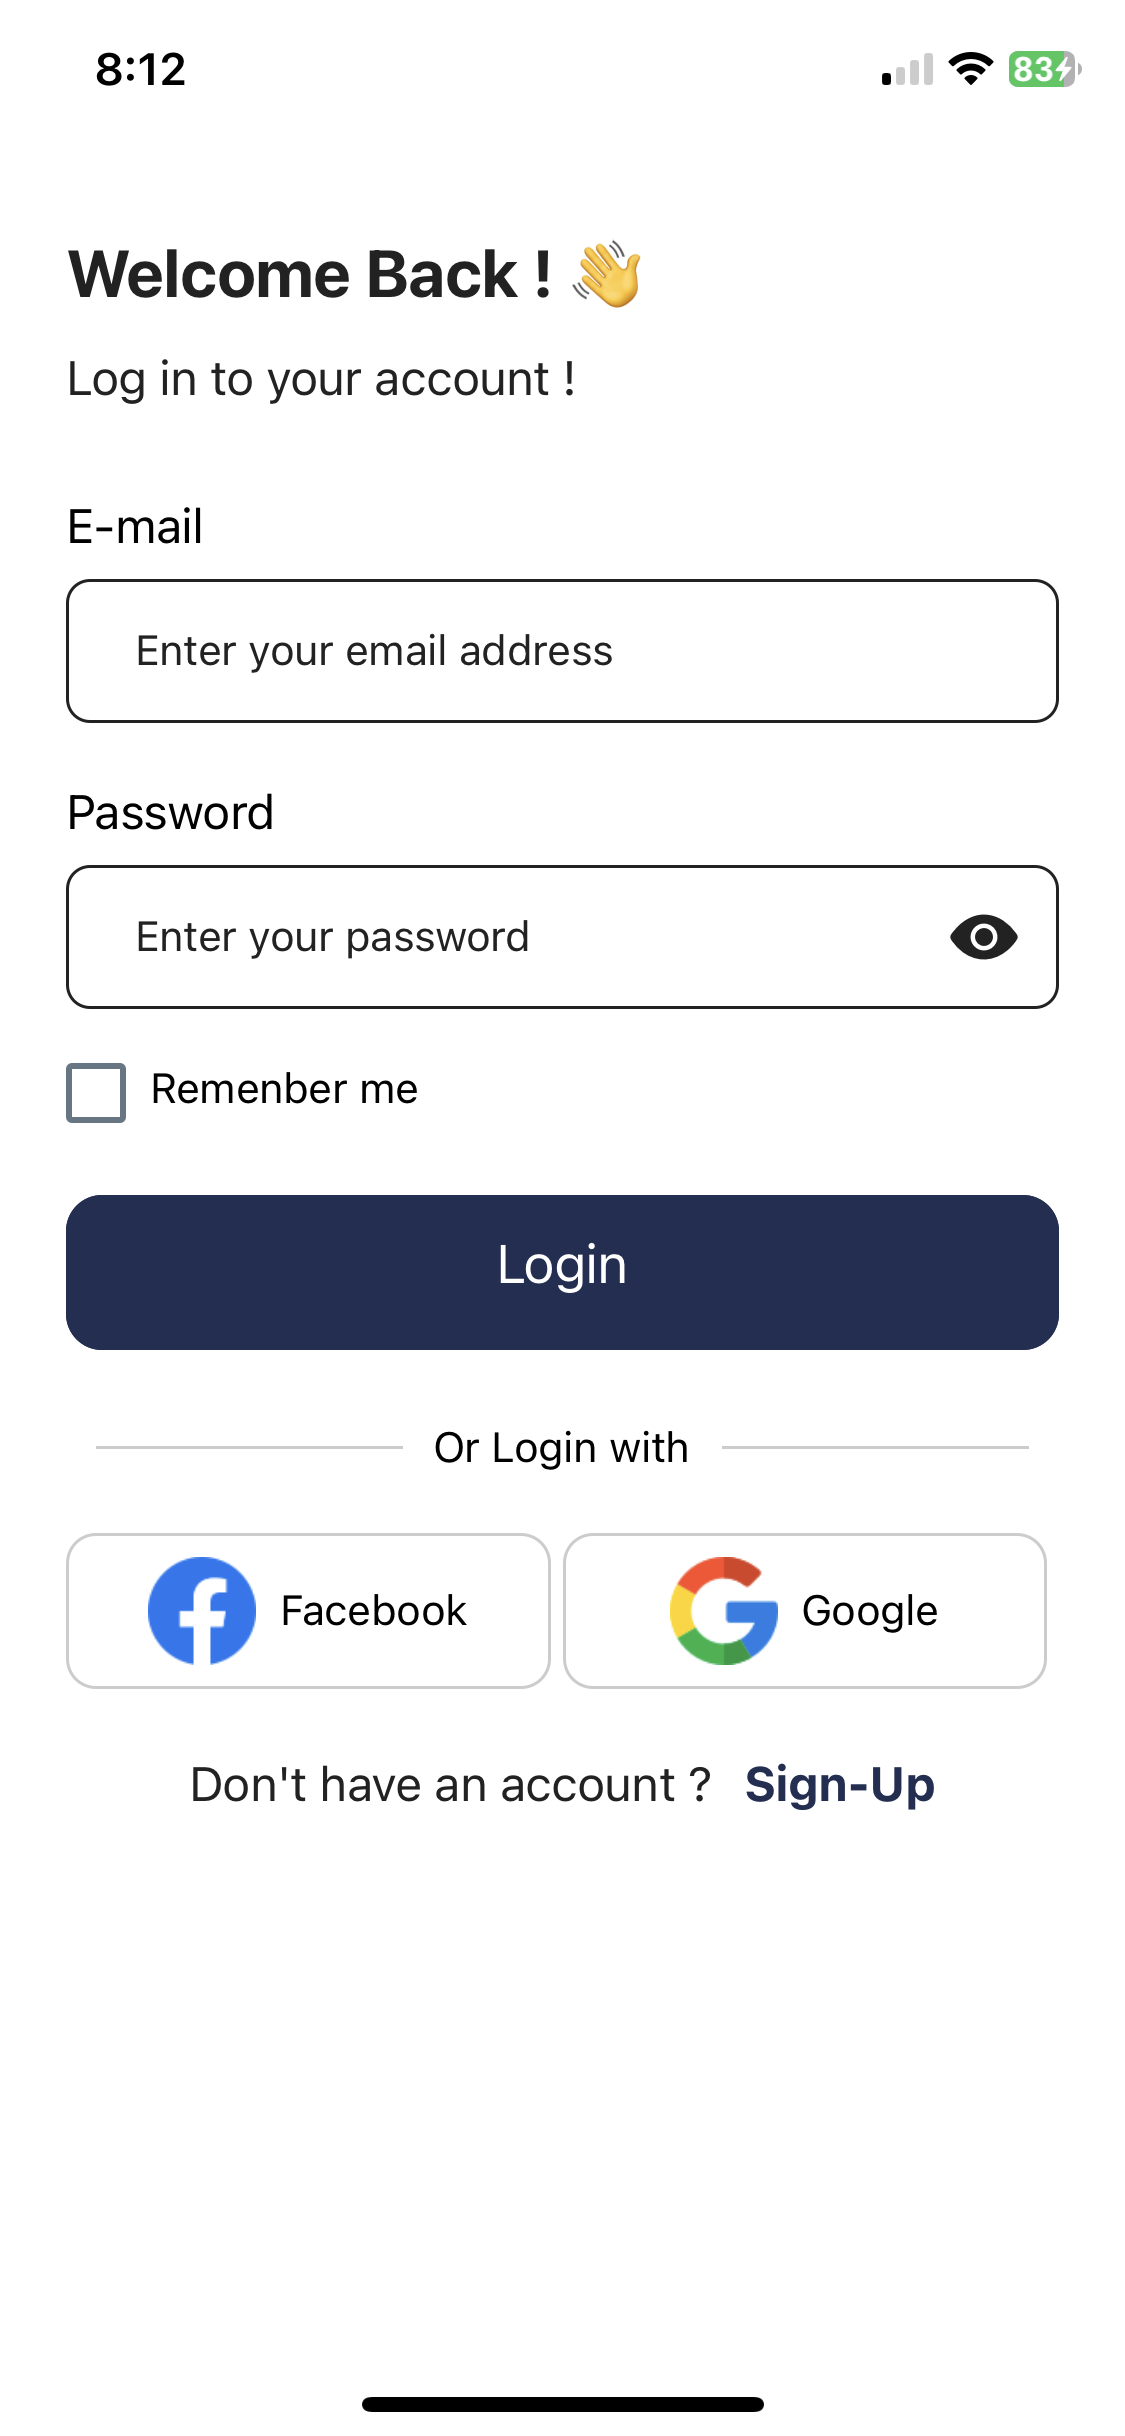 8:12
83
Welcome Back ! 👋
Log in to your account !
E-mail
Enter your email address
Password
Enter your password
Remenber me
Login
Or Login with
Facebook
Google
Don't have an account ? Sign-Up